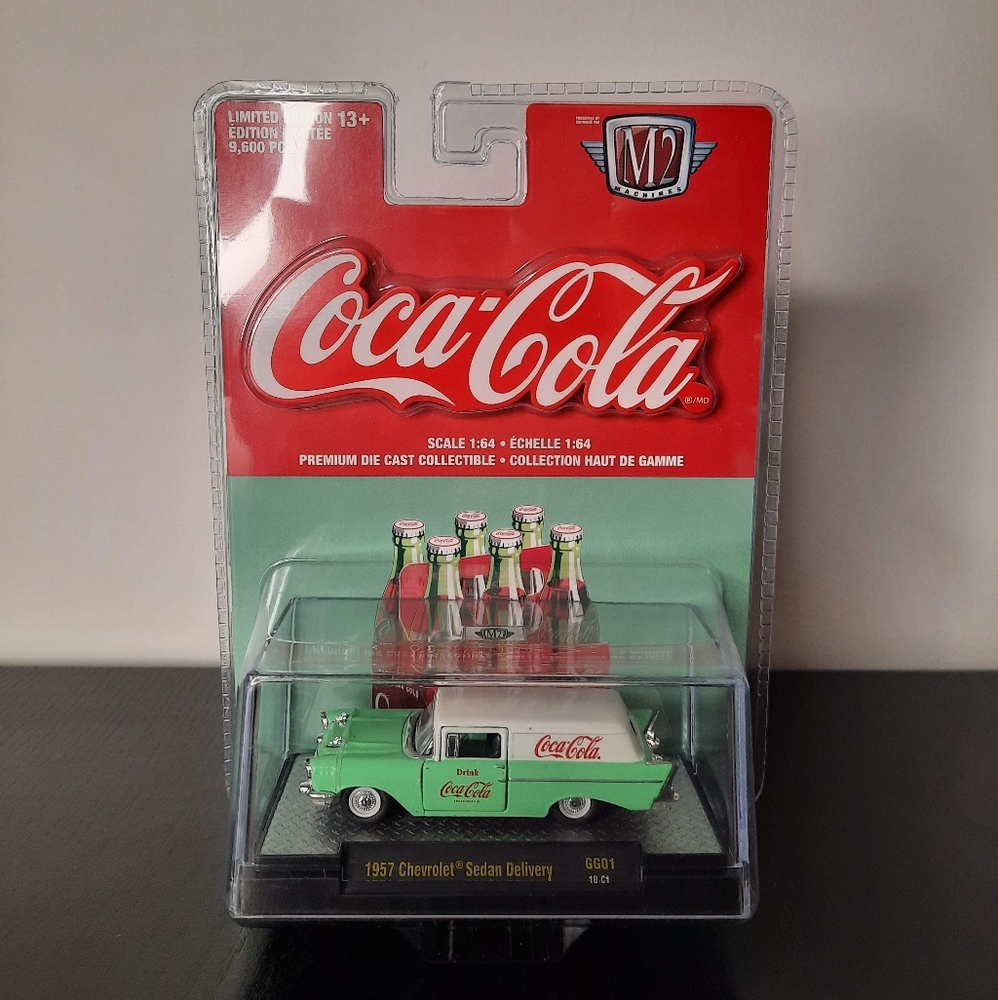 LIMITED EDITION 13+
ÉDITION LIMITÉE
9,600 PCS
M2
MACHINES
Coca-Cola
®/MD
SCALE 1:64 • ÉCHELLE 1:64
PREMIUM DIE CAST COLLECTIBLE • COLLECTION HAUT DE GAMME
M2
Coca-Cola
Drink
Coca-Cola
1957 Chevrolet® Sedan Delivery
GG01
18-C1